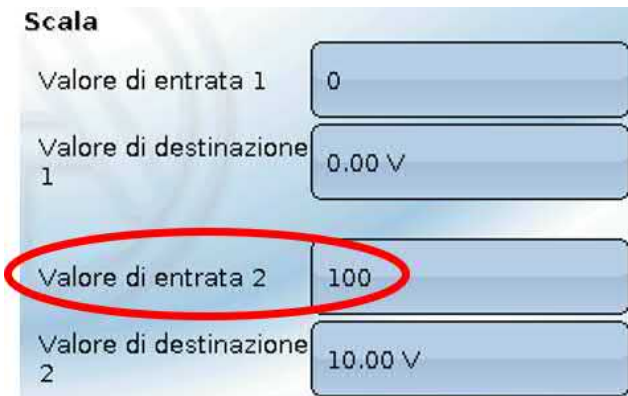 Scala
Valore di entrata 1 0
Valore di destinazione
1 0.00 V
Valore di entrata 2 100
Valore di destinazione
2 10.00 V